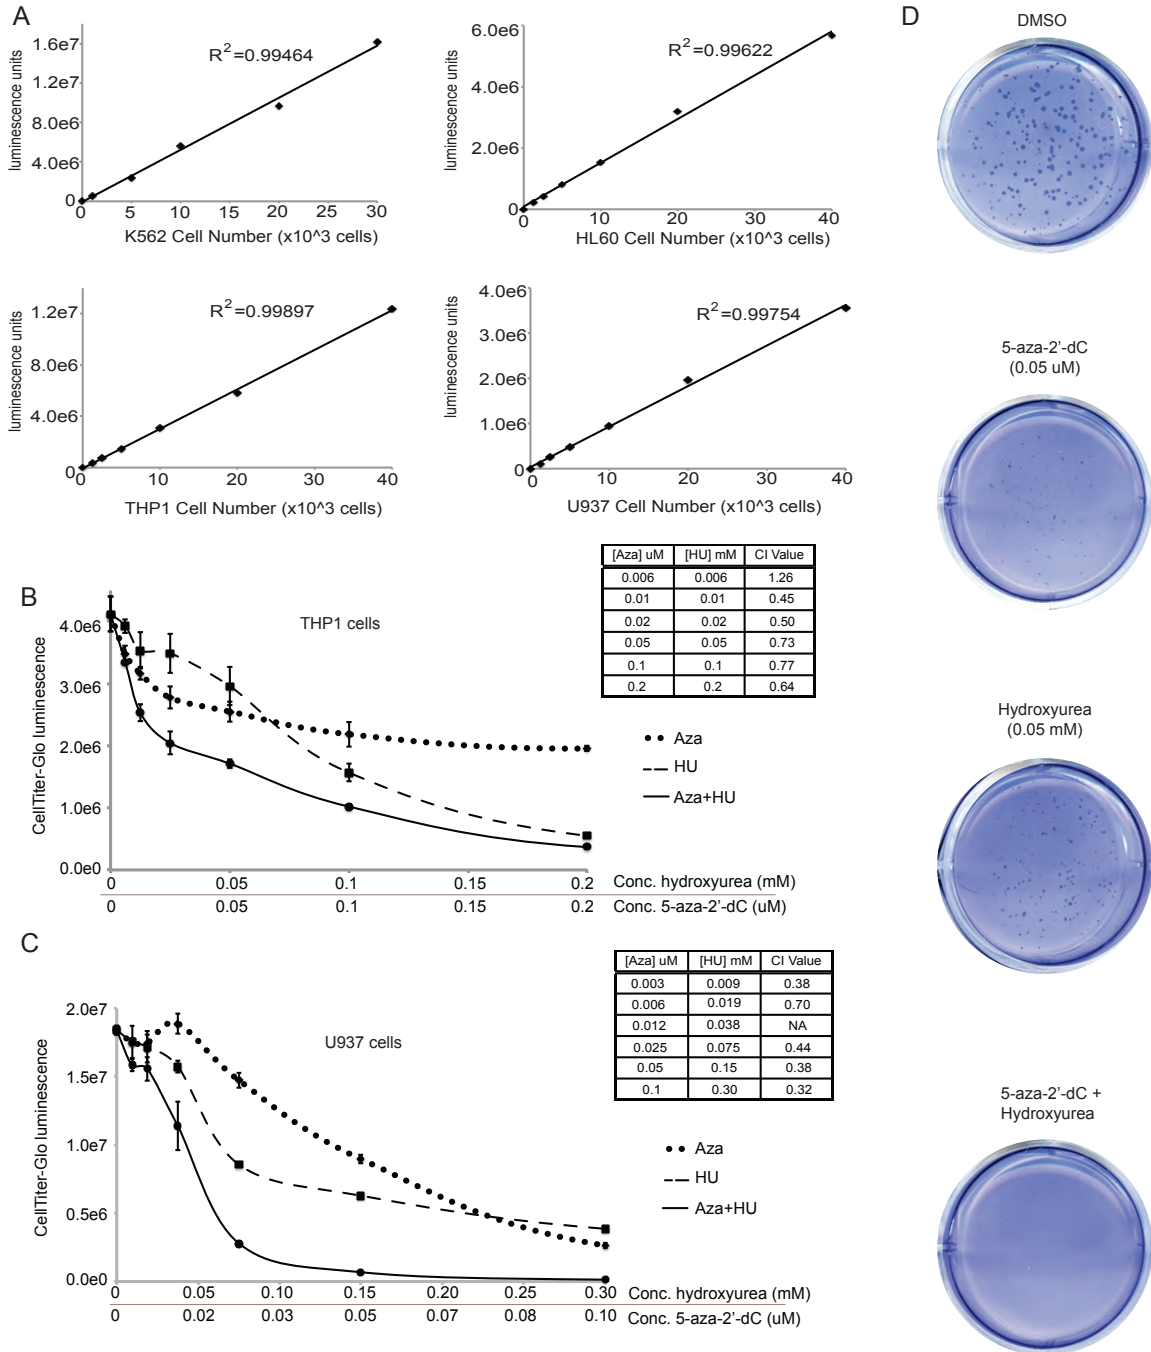 A
luminescence units
1.6e7
1.2e7
8.0e6
4.0e6
0
R²=0.99464
0 5 10 15 20 25 30
K562 Cell Number (x10^3 cells)
luminescence units
6.0e6
4.0e6
2.0e6
0
R²=0.99622
0 10 20 30 40
HL60 Cell Number (x10^3 cells)
luminescence units
1.2e7
8.0e6
4.0e6
0
R²=0.99897
0 10 20 30 40
THP1 Cell Number (x10^3 cells)
luminescence units
4.0e6
3.0e6
2.0e6
1.0e6
0
R²=0.99754
0 10 20 30 40
U937 Cell Number (x10^3 cells)
B
CellTiter-Glo luminescence
4.0e6
3.0e6
2.0e6
1.0e6
0.0e0
THP1 cells
[Aza] uM [HU] mM CI Value
0.006 0.006 1.26
0.01 0.01 0.45
0.02 0.02 0.50
0.05 0.05 0.73
0.1 0.1 0.77
0.2 0.2 0.64
Aza
HU
Aza+HU
0 0.05 0.1 0.15 0.2 Conc. hydroxyurea (mM)
0 0.05 0.1 0.15 0.2 Conc. 5-aza-2'-dC (uM)
C
CellTiter-Glo luminescence
2.0e7
1.5e7
1.0e7
0.5e6
0.0e0
U937 cells
[Aza] uM [HU] mM CI Value
0.003 0.009 0.38
0.006 0.019 0.70
0.012 0.038 NA
0.025 0.075 0.44
0.05 0.15 0.38
0.1 0.30 0.32
Aza
HU
Aza+HU
0 0.05 0.10 0.15 0.20 0.25 0.30 Conc. hydroxyurea (mM)
0 0.02 0.03 0.05 0.07 0.08 0.10 Conc. 5-aza-2'-dC (uM)
D
DMSO
5-aza-2'-dC
(0.05 uM)
Hydroxyurea
(0.05 mM)
5-aza-2'-dC +
Hydroxyurea